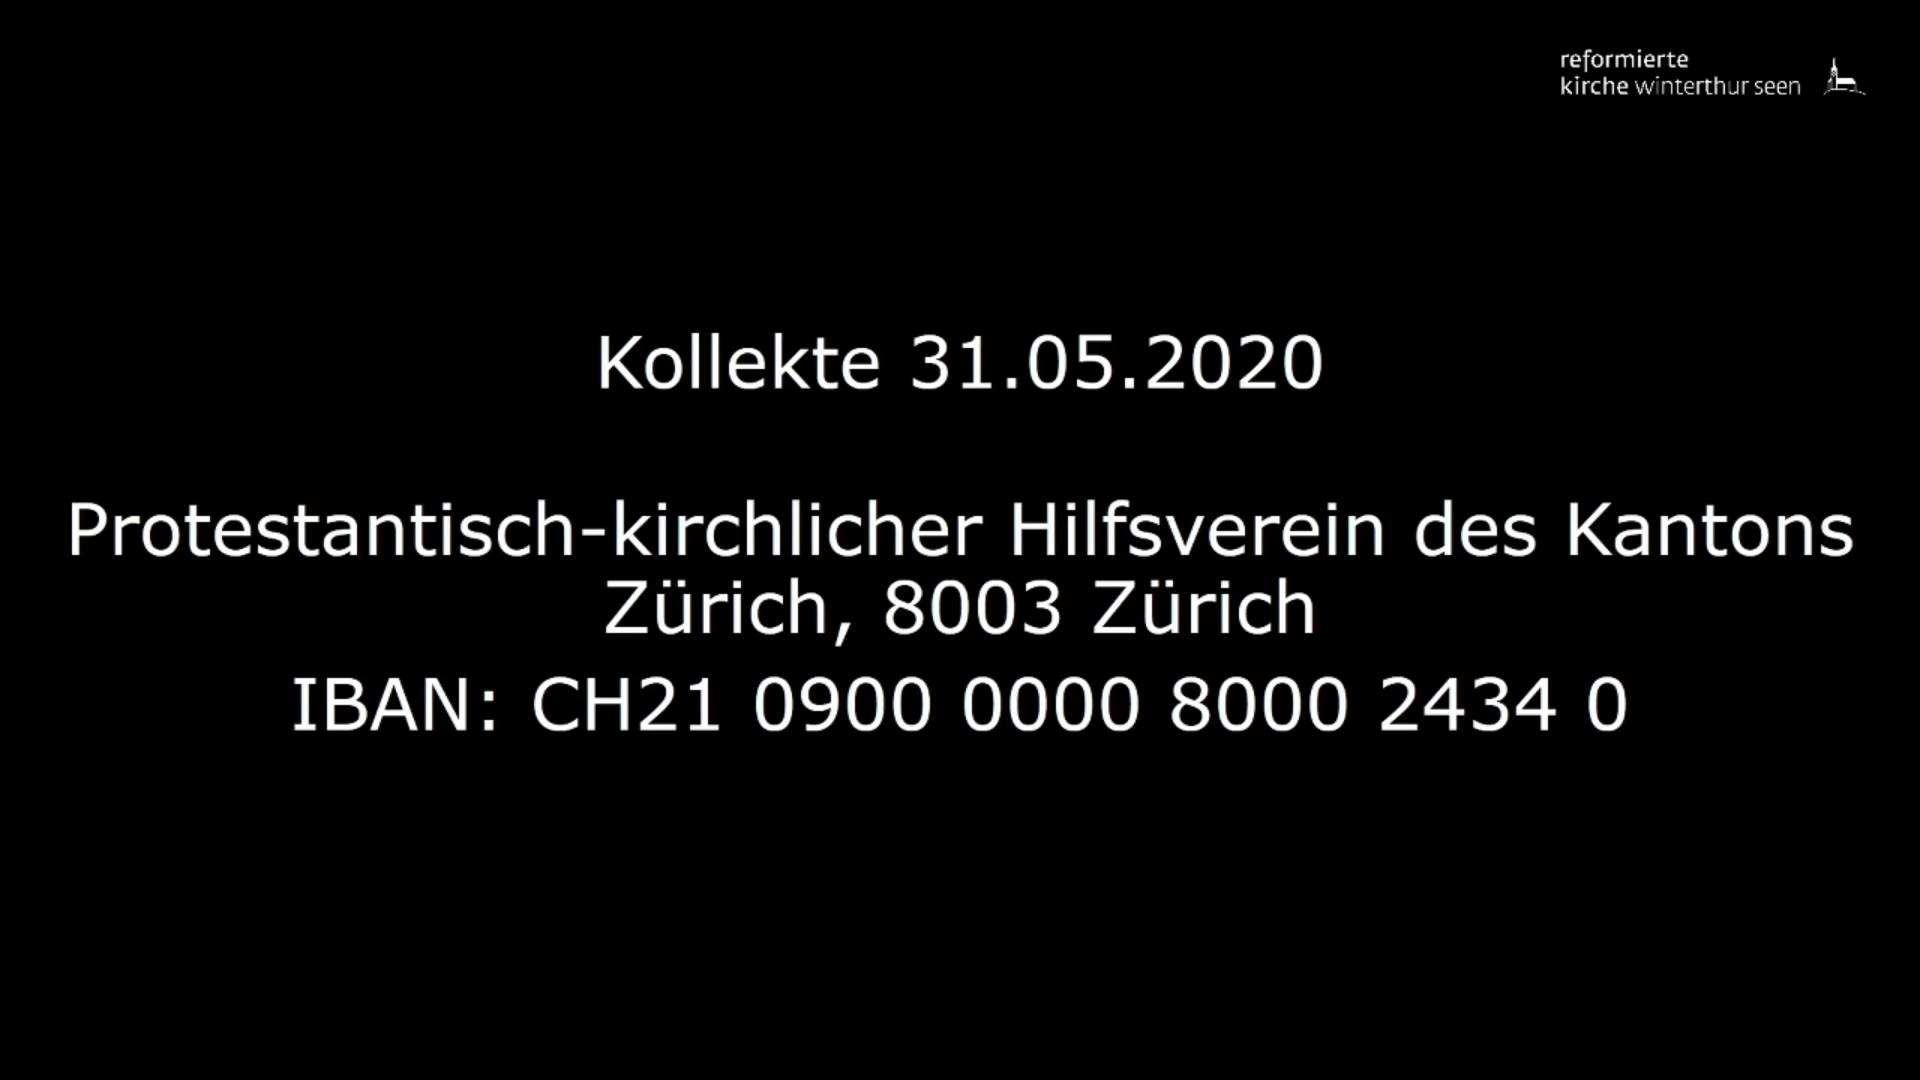 reformierte
kirche winterthur seen
Kollekte 31.05.2020
Protestantisch-kirchlicher Hilfsverein des Kantons
Zürich, 8003 Zürich
IBAN: CH21 0900 0000 8000 2434 0